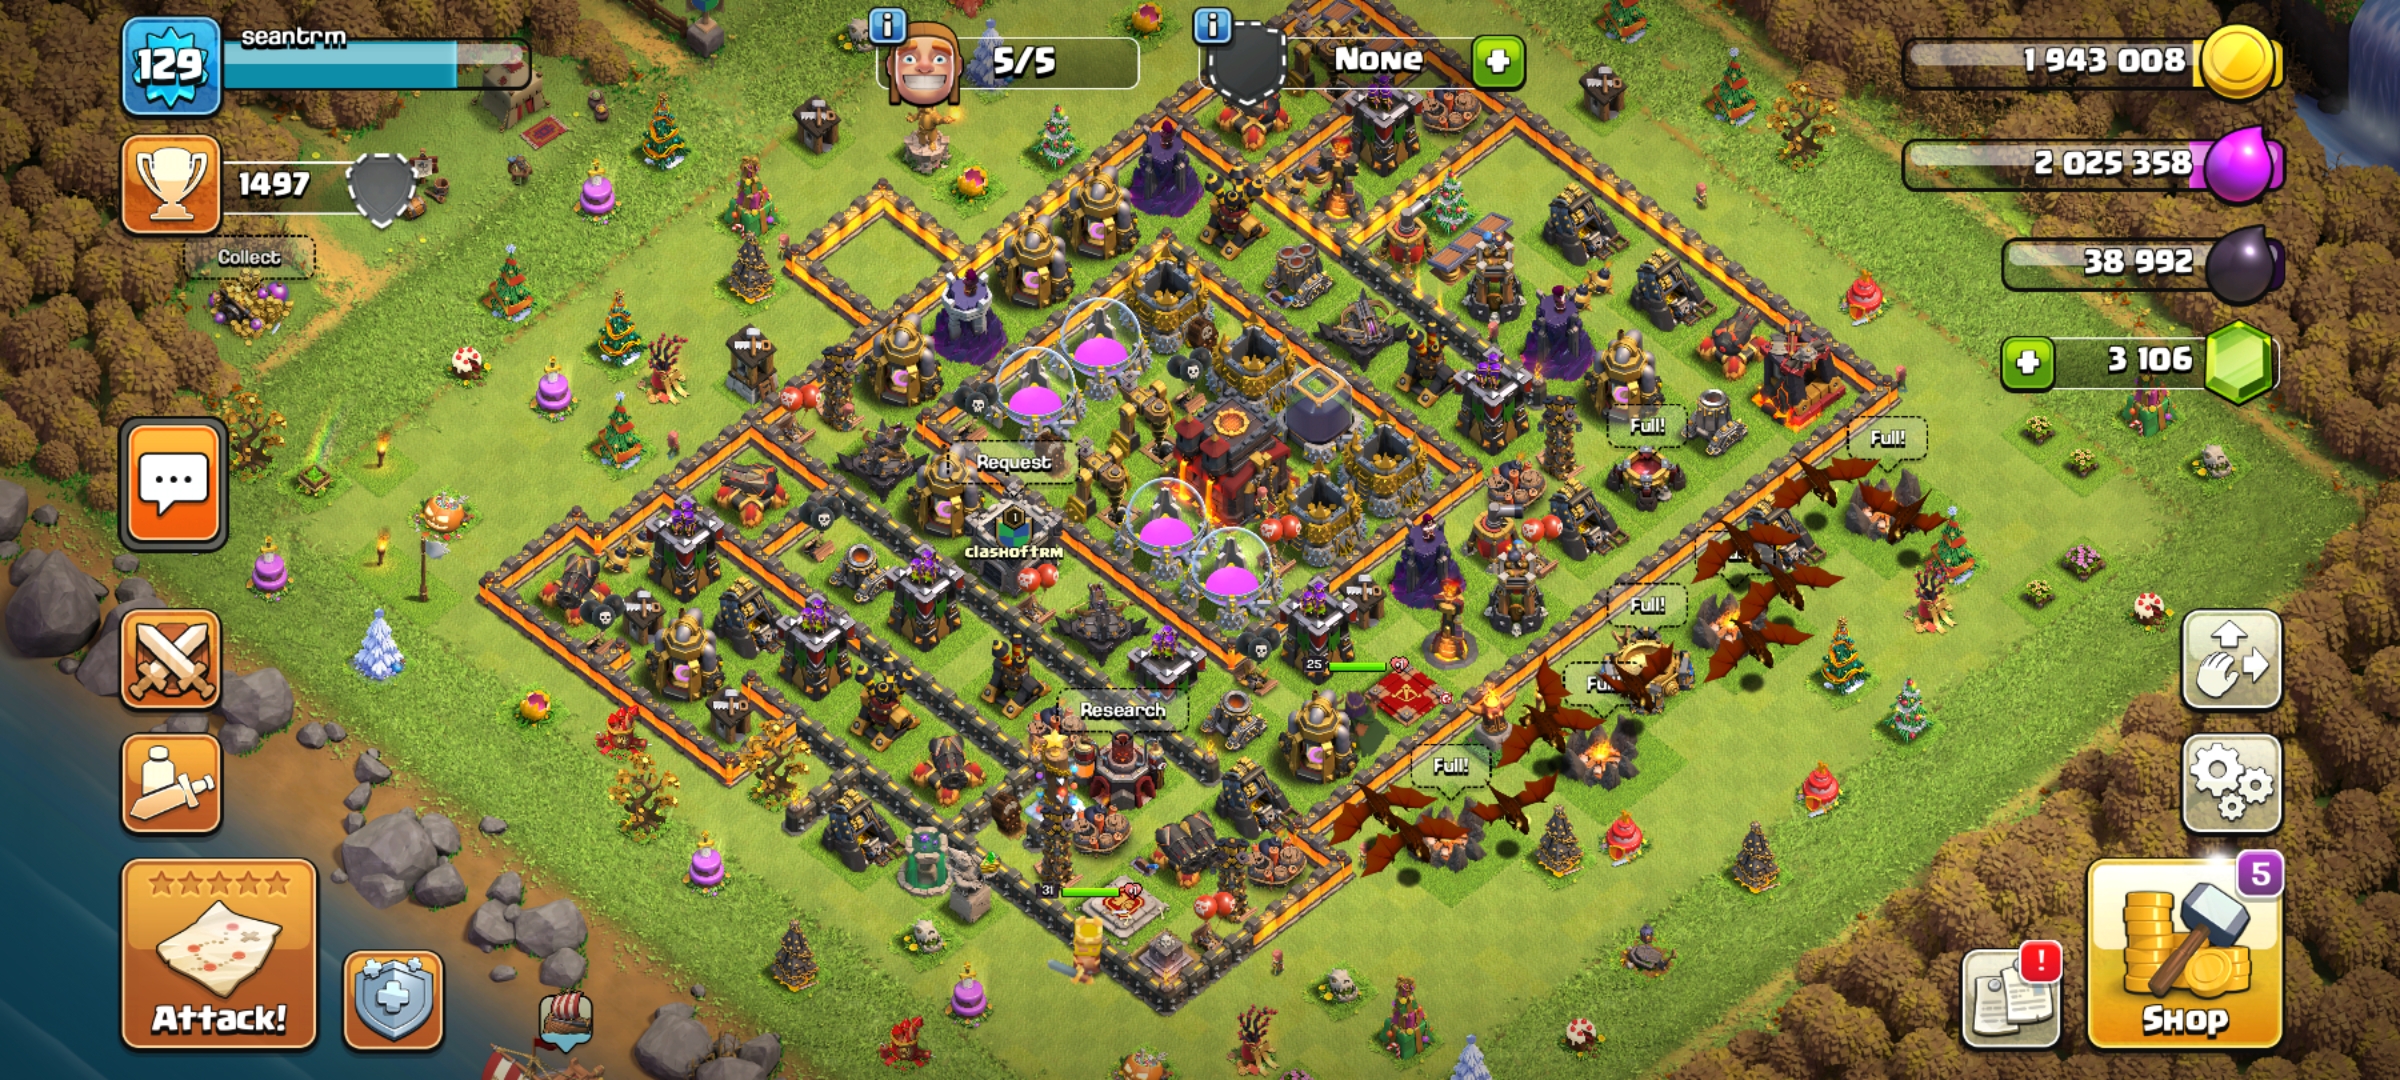 129
seantrm
5/5
None
1 943 008
1497
2 025 358
Collect
38 992
3 106
Full!
Full!
Request
1
clashofTRM
Full!
25
Research
Full!
31
5
Attack!
!
Shop